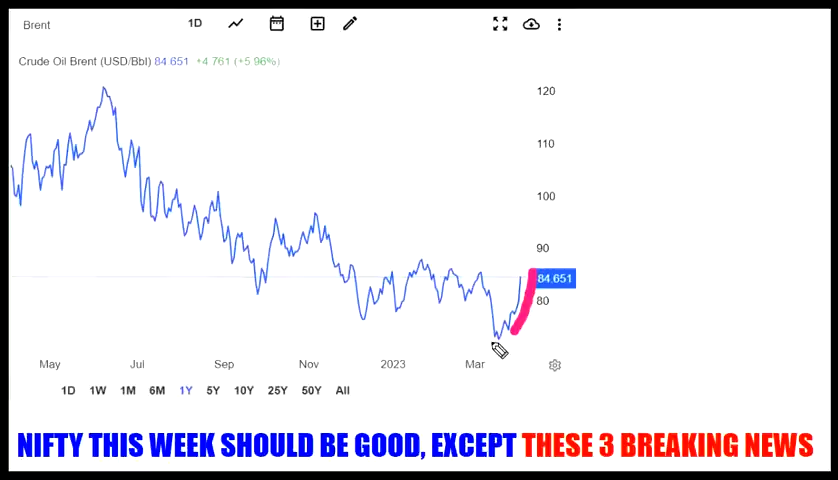 Brent 1D
Crude Oil Brent (USD/Bbl) 84 651 +4 761 (+5 96%)
120
110
100
90
84.651
80
May Jul Sep Nov 2023 Mar
1D 1W 1M 6M 1Y 5Y 10Y 25Y 50Y All
NIFTY THIS WEEK SHOULD BE GOOD, EXCEPT THESE 3 BREAKING NEWS